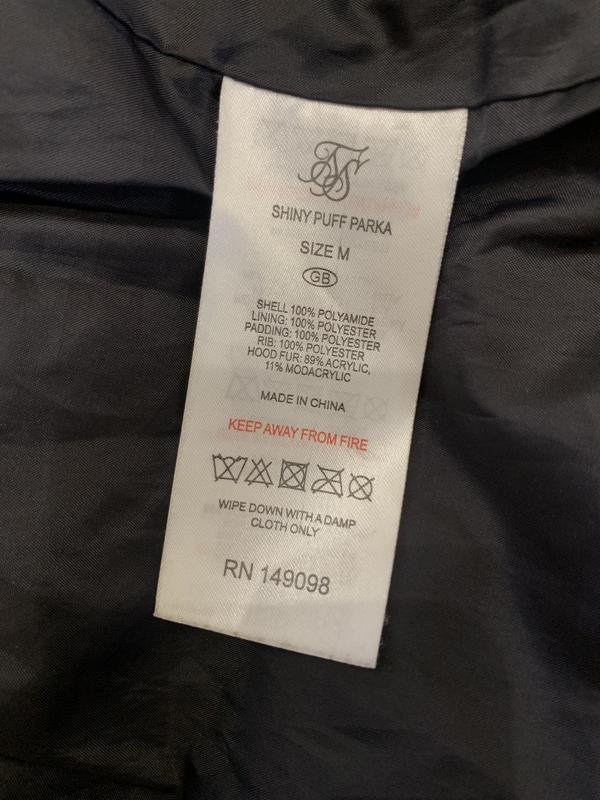 SHINY PUFF PARKA
SIZE M
GB
SHELL 100% POLYAMIDE
LINING: 100% POLYESTER
PADDING: 100% POLYESTER
RIB: 100% POLYESTER
HOOD FUR: 89% ACRYLIC,
11% MODACRYLIC
MADE IN CHINA
KEEP AWAY FROM FIRE
WIPE DOWN WITH A DAMP
CLOTH ONLY
RN 149098